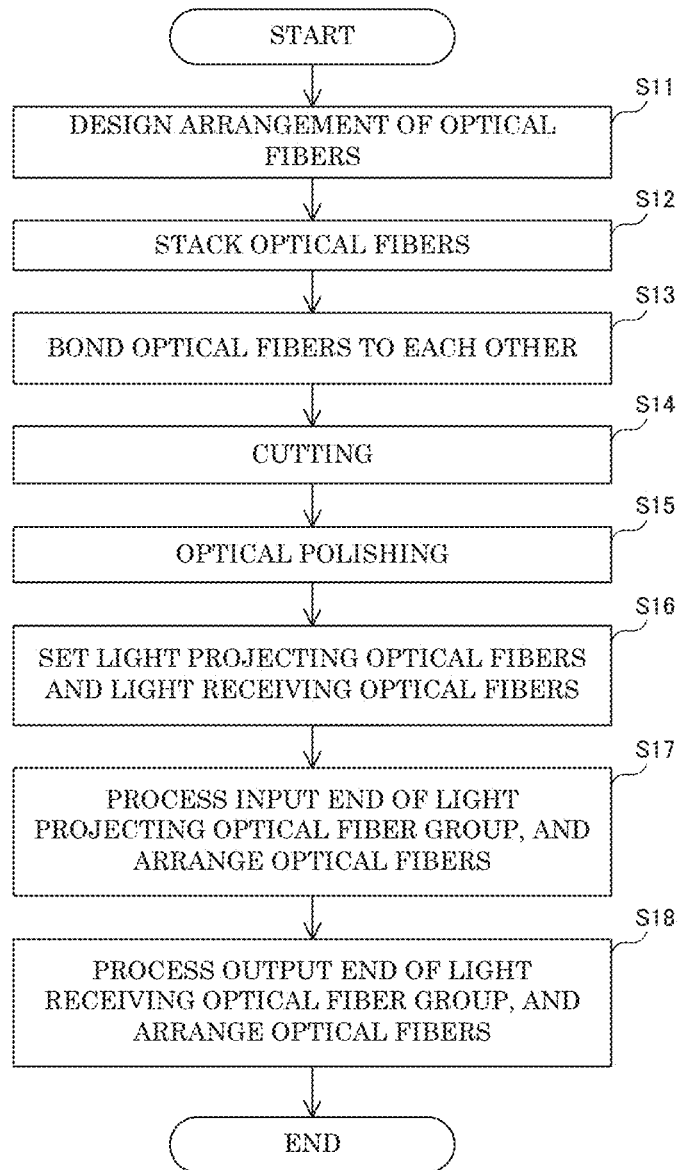 START
S11
DESIGN ARRANGEMENT OF OPTICAL
FIBERS
S12
STACK OPTICAL FIBERS
S13
BOND OPTICAL FIBERS TO EACH OTHER
S14
CUTTING
S15
OPTICAL POLISHING
S16
SET LIGHT PROJECTING OPTICAL FIBERS
AND LIGHT RECEIVING OPTICAL FIBERS
S17
PROCESS INPUT END OF LIGHT
PROJECTING OPTICAL FIBER GROUP, AND
ARRANGE OPTICAL FIBERS
S18
PROCESS OUTPUT END OF LIGHT
RECEIVING OPTICAL FIBER GROUP, AND
ARRANGE OPTICAL FIBERS
END